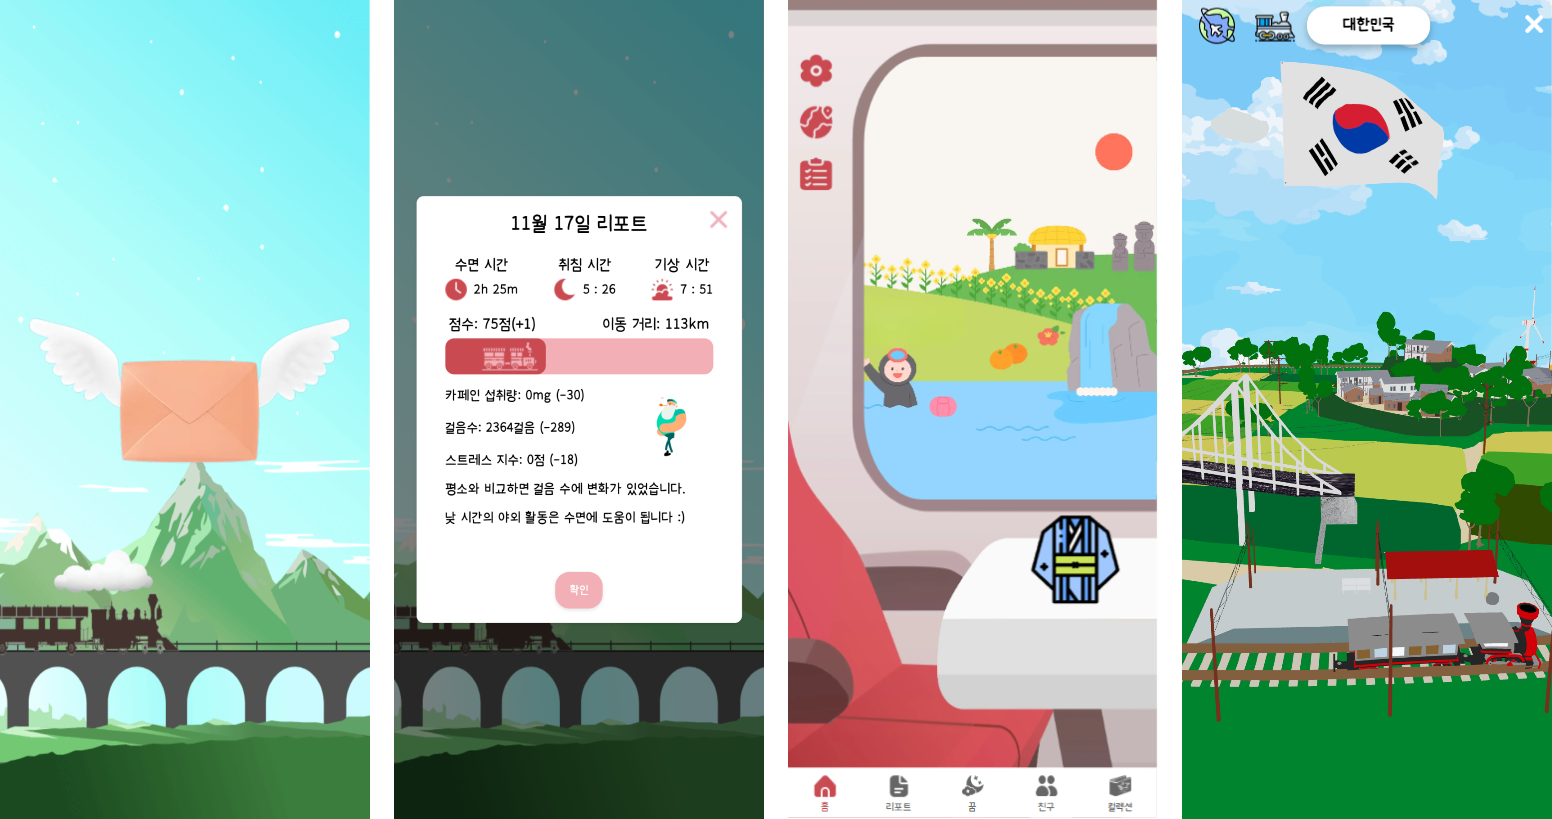 11월 17일 리포트
수면 시간 취침 시간 기상 시간
2h 25m 5 : 26 7 : 51
점수: 75점(+1) 이동 거리: 113km
카페인 섭취량: 0mg (-30)
걸음수: 2364걸음 (-289)
스트레스 지수: 0점 (-18)
평소와 비교하면 걸음 수에 변화가 있었습니다.
낮 시간의 야외 활동은 수면에 도움이 됩니다 :)
확인
홈 리포트 꿈 친구 컬렉션
대한민국